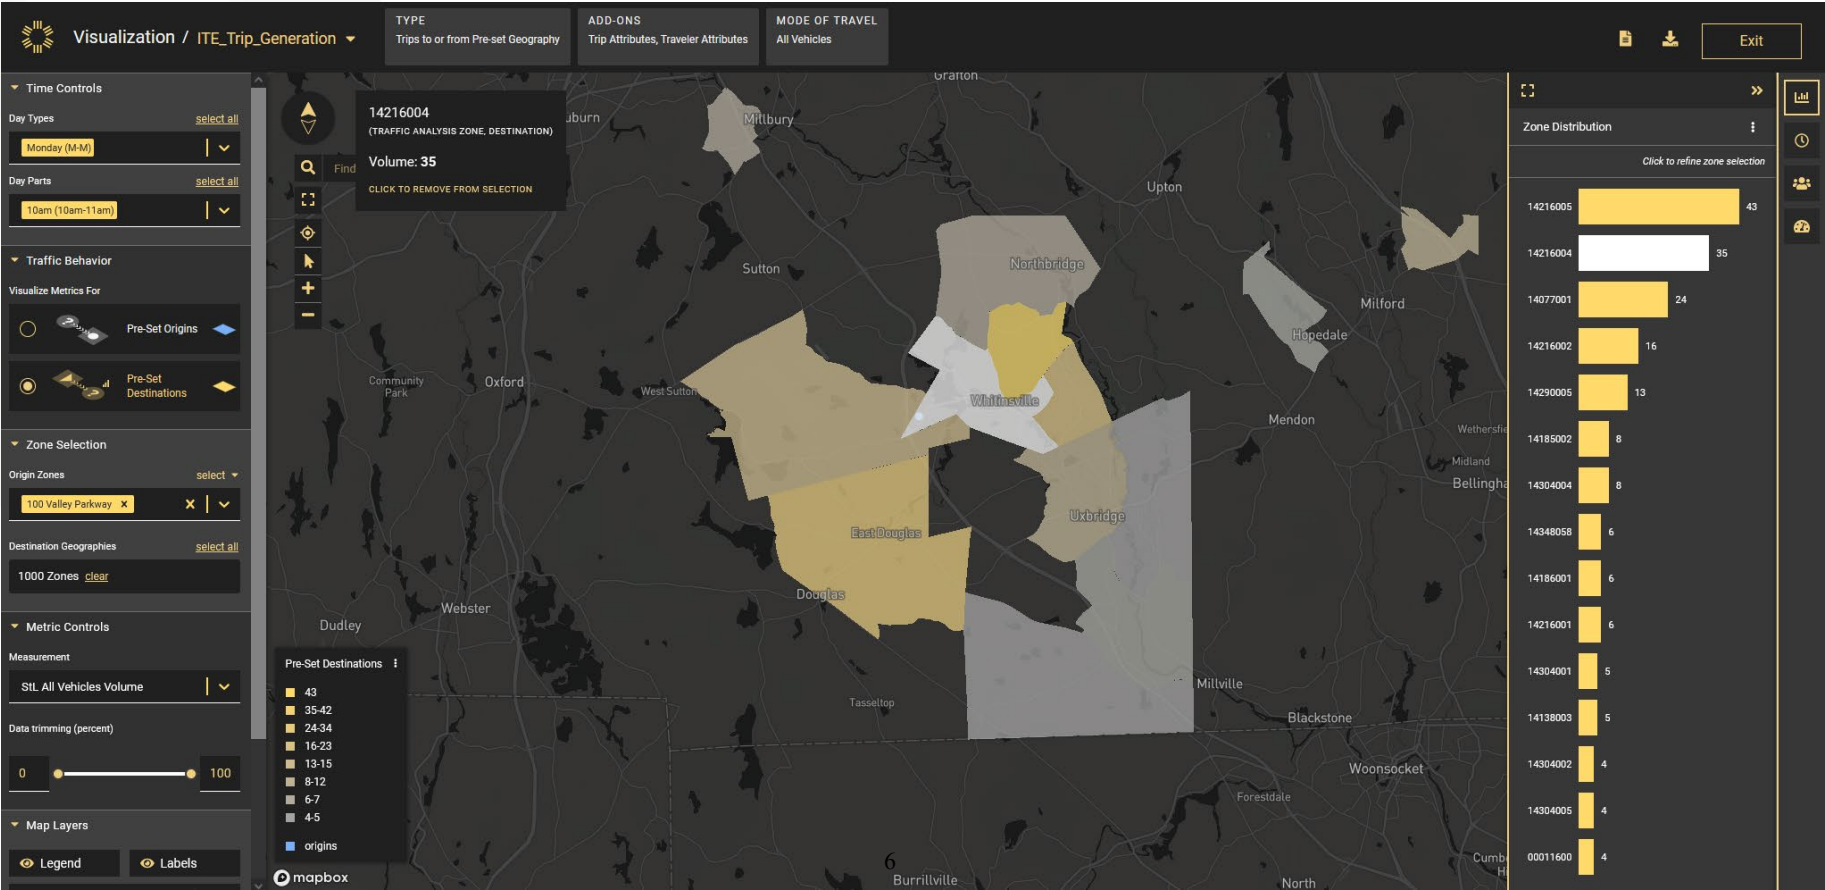 Visualization / ITE_Trip_Generation
TYPE
Trips to or from Pre-set Geography
ADD-ONS
Trip Attributes, Traveler Attributes
MODE OF TRAVEL
All Vehicles
Exit
Time Controls
Day Types select all
Monday (M-M)
Day Parts select all
10am (10am-11am)
Traffic Behavior
Visualize Metrics For
Pre-Set Origins
Pre-Set
Destinations
Zone Selection
Origin Zones select
100 Valley Parkway
Destination Geographies select all
1000 Zones clear
Metric Controls
Measurement
StL All Vehicles Volume
Data trimming (percent)
0 100
Map Layers
Legend Labels
14216004
(TRAFFIC ANALYSIS ZONE, DESTINATION)
Volume: 35
CLICK TO REMOVE FROM SELECTION
Find
Grafton
uburn
Millbury
Upton
Sutton
Northbridge
Milford
Hopedale
Community
Park
Oxford
West Sutton
Whitinsville
Mendon
Wethersfie
Midland
Bellingha
Uxbridge
East Douglas
Douglas
Webster
Dudley
Millville
Tasseltop
Blackstone
Woonsocket
Forestdale
Cumb
Burrillville
North
6
Pre-Set Destinations
43
35-42
24-34
16-23
13-15
8-12
6-7
4-5
origins
mapbox
Zone Distribution
Click to refine zone selection
14216005 43
14216004 35
14077001 24
14216002 16
14290005 13
14185002 8
14304004 8
14348058 6
14186001 6
14216001 6
14304001 5
14138003 5
14304002 4
14304005 4
00011600 4